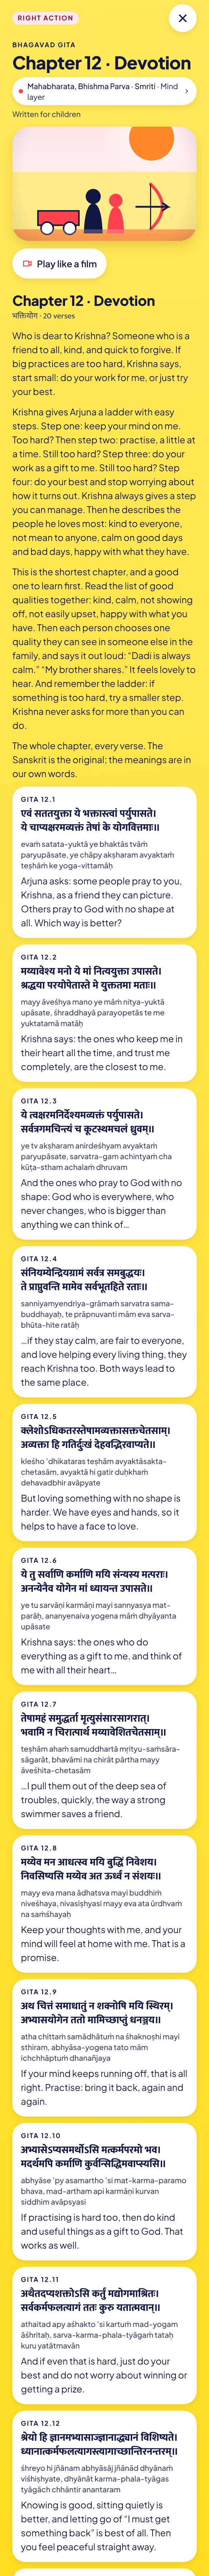 RIGHT ACTION
BHAGAVAD GITA
Chapter 12 · Devotion
Mahabharata, Bhishma Parva · Smriti · Mind
layer
Written for children
Play like a film
Chapter 12 · Devotion
भक्तियोग · 20 verses
Who is dear to Krishna? Someone who is a
friend to all, kind, and quick to forgive. If
big practices are too hard, Krishna says,
start small: do your work for me, or just try
your best.
Krishna gives Arjuna a ladder with easy
steps. Step one: keep your mind on me.
Too hard? Then step two: practise, a little at
a time. Still too hard? Step three: do your
work as a gift to me. Still too hard? Step
four: do your best and stop worrying about
how it turns out. Krishna always gives a step
you can manage. Then he describes the
people he loves most: kind to everyone,
not mean to anyone, calm on good days
and bad days, happy with what they have.
This is the shortest chapter, and a good
one to learn first. Read the list of good
qualities together: kind, calm, not showing
off, not easily upset, happy with what you
have. Then each person chooses one
quality they can see in someone else in the
family, and says it out loud: “Dadi is always
calm.” “My brother shares.” It feels lovely to
hear. And remember the ladder: if
something is too hard, try a smaller step.
Krishna never asks for more than you can
do.
The whole chapter, every verse. The
Sanskrit is the original; the meanings are in
our own words.
GITA 12.1
एवं सततयुक्ता ये भक्तास्त्वां पर्युपासते।
ये चाप्यक्षरमव्यक्तं तेषां के योगवित्तमाः॥
evaṁ satata-yuktā ye bhaktās tvāṁ
paryupāsate, ye chāpy akṣharam avyaktaṁ
teṣhāṁ ke yoga-vittamāḥ
Arjuna asks: some people pray to you,
Krishna, as a friend they can picture.
Others pray to God with no shape at
all. Which way is better?
GITA 12.2
मय्यावेश्य मनो ये मां नित्ययुक्ता उपासते।
श्रद्धया परयोपेतास्ते मे युक्ततमा मताः॥
mayy āveśhya mano ye māṁ nitya-yuktā
upāsate, śhraddhayā parayopetās te me
yuktatamā matāḥ
Krishna says: the ones who keep me in
their heart all the time, and trust me
completely, are the closest to me.
GITA 12.3
ये त्वक्षरमनिर्देश्यमव्यक्तं पर्युपासते।
सर्वत्रगमचिन्त्यं च कूटस्थमचलं ध्रुवम्॥
ye tv akṣharam anirdeśhyam avyaktaṁ
paryupāsate, sarvatra-gam achintyaṁ cha
kūṭa-stham achalaṁ dhruvam
And the ones who pray to God with no
shape: God who is everywhere, who
never changes, who is bigger than
anything we can think of…
GITA 12.4
संनियम्येन्द्रियग्रामं सर्वत्र समबुद्धयः।
ते प्राप्नुवन्ति मामेव सर्वभूतहिते रताः॥
sanniyamyendriya-grāmaṁ sarvatra sama-
buddhayaḥ, te prāpnuvanti mām eva sarva-
bhūta-hite ratāḥ
…if they stay calm, are fair to everyone,
and love helping every living thing, they
reach Krishna too. Both ways lead to
the same place.
GITA 12.5
क्लेशोऽधिकतरस्तेषामव्यक्तासक्तचेतसाम्।
अव्यक्ता हि गतिर्दुःखं देहवद्भिरवाप्यते॥
kleśho 'dhikataras teṣhām avyaktāsakta-
chetasām, avyaktā hi gatir duḥkhaṁ
dehavadbhir avāpyate
But loving something with no shape is
harder. We have eyes and hands, so it
helps to have a face to love.
GITA 12.6
ये तु सर्वाणि कर्माणि मयि संन्यस्य मत्पराः।
अनन्येनैव योगेन मां ध्यायन्त उपासते॥
ye tu sarvāṇi karmāṇi mayi sannyasya mat-
parāḥ, ananyenaiva yogena māṁ dhyāyanta
upāsate
Krishna says: the ones who do
everything as a gift to me, and think of
me with all their heart…
GITA 12.7
तेषामहं समुद्धर्ता मृत्युसंसारसागरात्।
भवामि न चिरात्पार्थ मय्यावेशितचेतसाम्॥
teṣhām ahaṁ samuddhartā mṛityu-saṁsāra-
sāgarāt, bhavāmi na chirāt pārtha mayy
āveśhita-chetasām
…I pull them out of the deep sea of
troubles, quickly, the way a strong
swimmer saves a friend.
GITA 12.8
मय्येव मन आधत्स्व मयि बुद्धिं निवेशय।
निवसिष्यसि मय्येव अत ऊर्ध्वं न संशयः॥
mayy eva mana ādhatsva mayi buddhiṁ
niveśhaya, nivasiṣhyasi mayy eva ata ūrdhvaṁ
na saṁśhayaḥ
Keep your thoughts with me, and your
mind will feel at home with me. That is a
promise.
GITA 12.9
अथ चित्तं समाधातुं न शक्नोषि मयि स्थिरम्।
अभ्यासयोगेन ततो मामिच्छाप्तुं धनञ्जय॥
atha chittaṁ samādhātuṁ na śhaknoṣhi mayi
sthiram, abhyāsa-yogena tato mām
ichchhāptuṁ dhanañjaya
If your mind keeps running off, that is all
right. Practise: bring it back, again and
again.
GITA 12.10
अभ्यासेऽप्यसमर्थोऽसि मत्कर्मपरमो भव।
मदर्थमपि कर्माणि कुर्वन्सिद्धिमवाप्स्यसि॥
abhyāse 'py asamartho 'si mat-karma-paramo
bhava, mad-artham api karmāṇi kurvan
siddhim avāpsyasi
If practising is hard too, then do kind
and useful things as a gift to God. That
works as well.
GITA 12.11
अथैतदप्यशक्तोऽसि कर्तुं मद्योगमाश्रितः।
सर्वकर्मफलत्यागं ततः कुरु यतात्मवान्॥
athaitad apy aśhakto 'si kartuṁ mad-yogam
āśhritaḥ, sarva-karma-phala-tyāgaṁ tataḥ
kuru yatātmavān
And if even that is hard, just do your
best and do not worry about winning or
getting a prize.
GITA 12.12
श्रेयो हि ज्ञानमभ्यासाज्ज्ञानाद्ध्यानं विशिष्यते।
ध्यानात्कर्मफलत्यागस्त्यागाच्छान्तिरनन्तरम्॥
śhreyo hi jñānam abhyāsāj jñānād dhyānaṁ
viśhiṣhyate, dhyānāt karma-phala-tyāgas
tyāgāch chhāntir anantaram
Knowing is good, sitting quietly is
better, and letting go of “I must get
something back” is best of all. Then
you feel peaceful straight away.